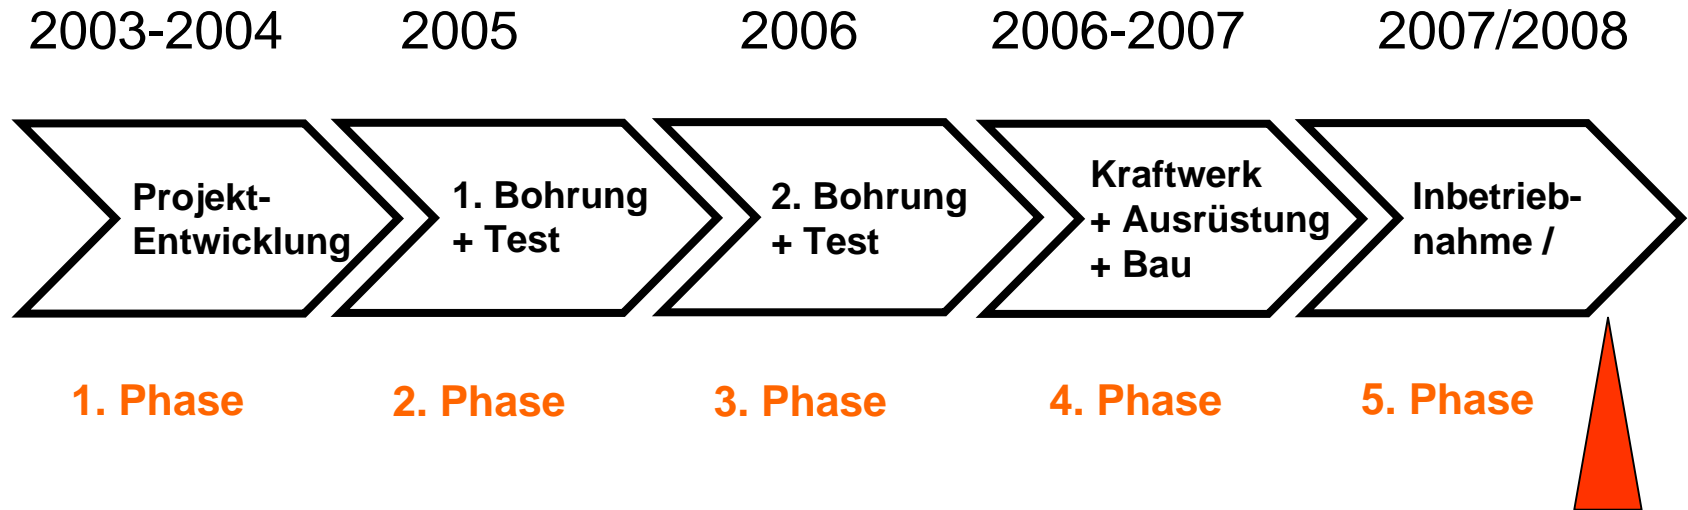 2003-2004 2005 2006 2006-2007 2007/2008
Projekt-
Entwicklung
1. Bohrung
+ Test
2. Bohrung
+ Test
Kraftwerk
+ Ausrüstung
+ Bau
Inbetrieb-
nahme /
1. Phase 2. Phase 3. Phase 4. Phase 5. Phase